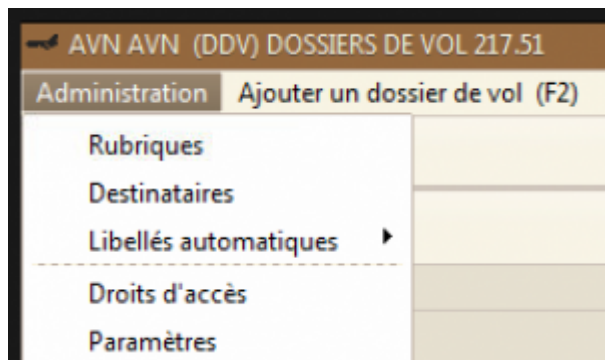 AVN AVN (DDV) DOSSIERS DE VOL 217.51
Administration Ajouter un dossier de vol (F2)
Rubriques
Destinataires
Libellés automatiques
Droits d'accès
Paramètres